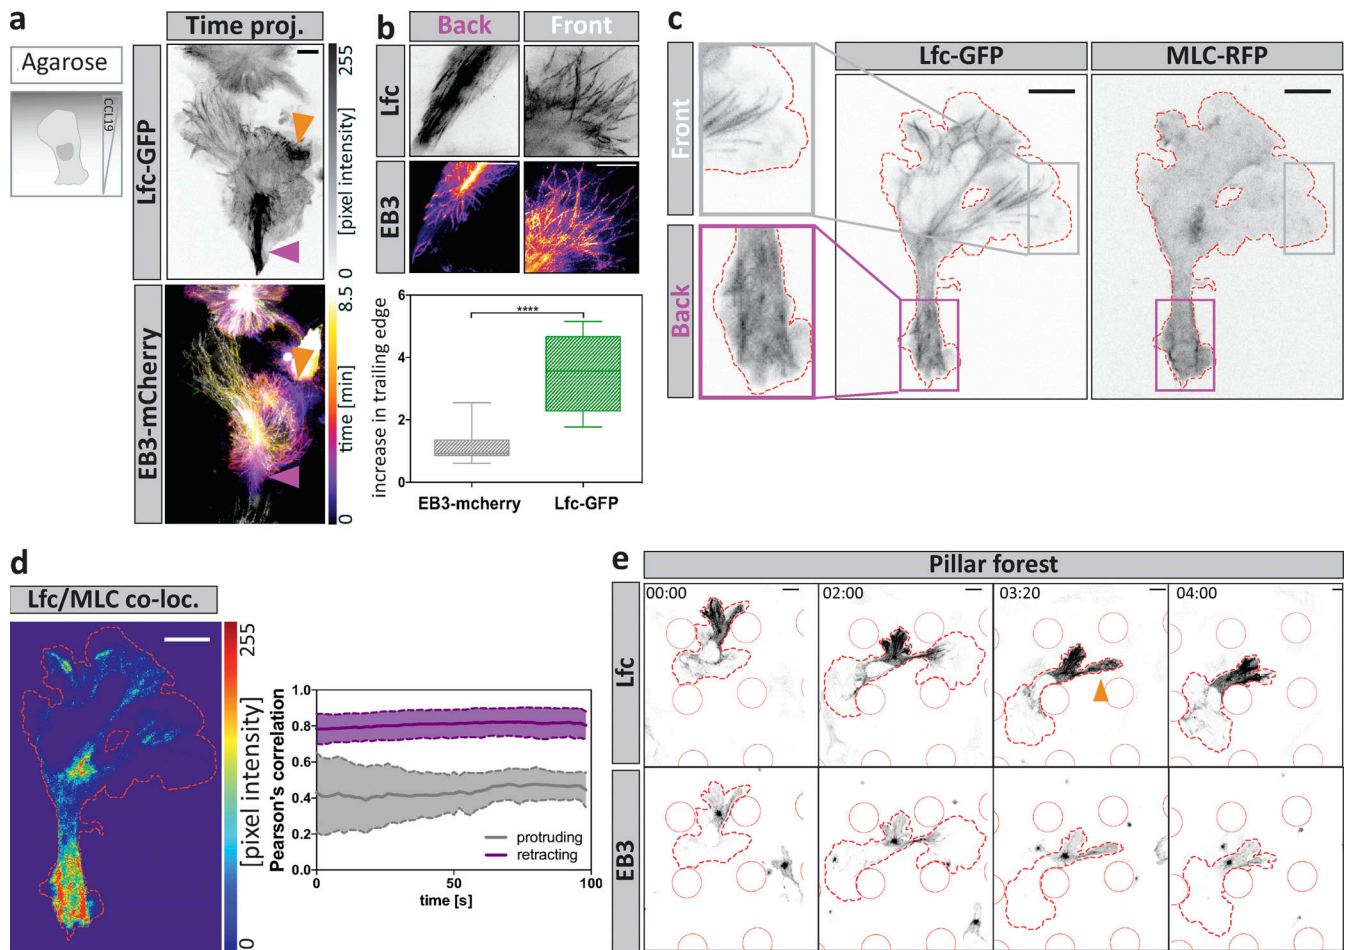 a
Time proj.
Agarose
CCL19
Lfc-GFP
255
[pixel intensity]
0
EB3-mCherry
8.5
time [min]
0
b
Back
Front
Lfc
EB3
increase in trailing edge
6
4
2
0
****
EB3-mcherry
Lfc-GFP
c
Lfc-GFP
MLC-RFP
Front
Back
d
Lfc/MLC co-loc.
255
[pixel intensity]
0
Pearson's correlation
1.0
0.8
0.6
0.4
0.2
0.0
protruding
retracting
0
50
100
time [s]
e
Pillar forest
00:00
02:00
03:20
04:00
Lfc
EB3